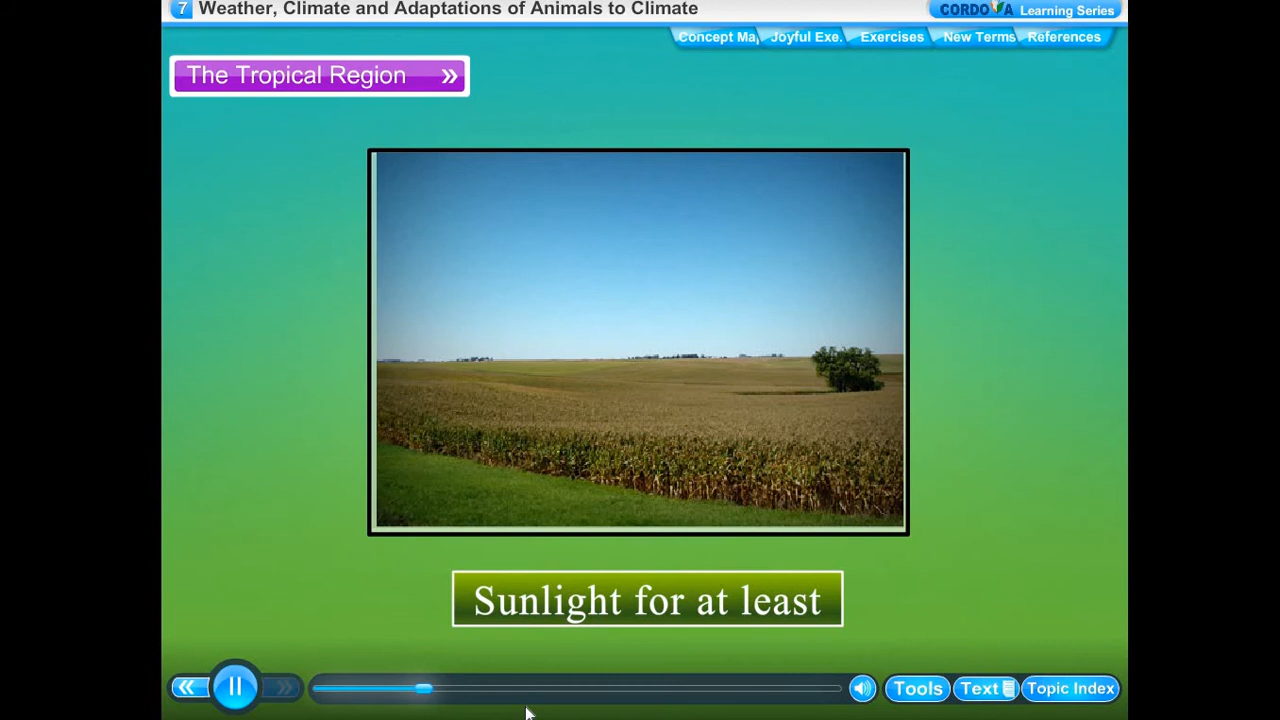 7 Weather, Climate and Adaptations of Animals to Climate
CORDOVA Learning Series
Concept Ma
Joyful Exe.
Exercises
New Terms
References
The Tropical Region »
Sunlight for at least
Tools
Text
Topic Index